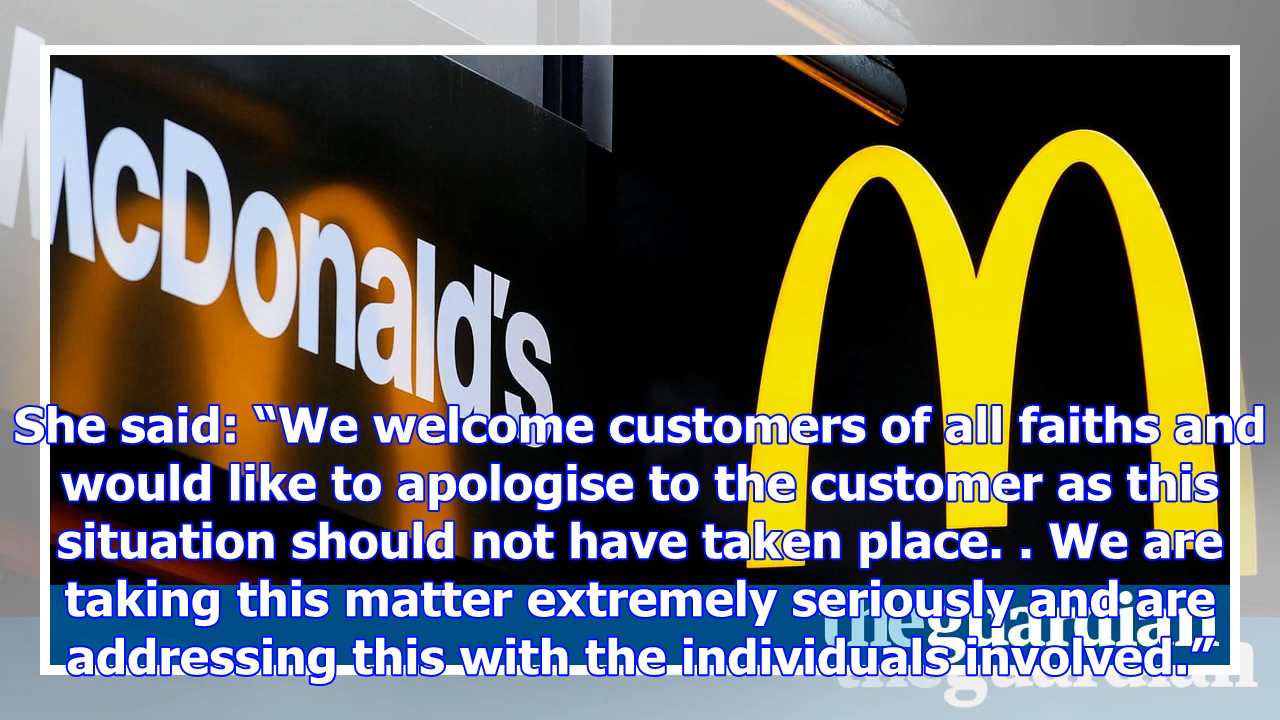 McDonald's
She said: “We welcome customers of all faiths and
would like to apologise to the customer as this
situation should not have taken place. . We are
taking this matter extremely seriously and are
addressing this with the individuals involved.”
theguardian
theguardian